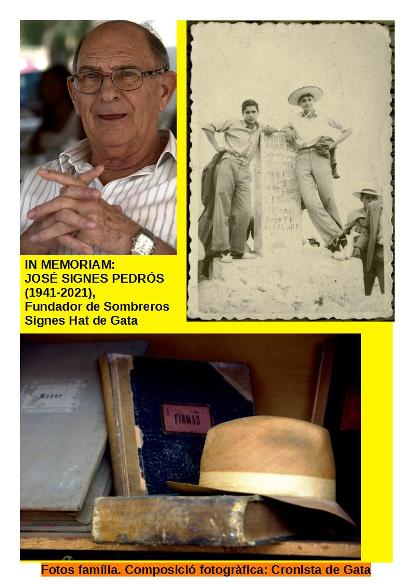 IN MEMORIAM:
JOSÉ SIGNES PEDRÓS
(1941-2021),
Fundador de Sombreros
Signes Hat de Gata
Mayor
FIRMAS
Fotos família. Composició fotogràfica: Cronista de Gata